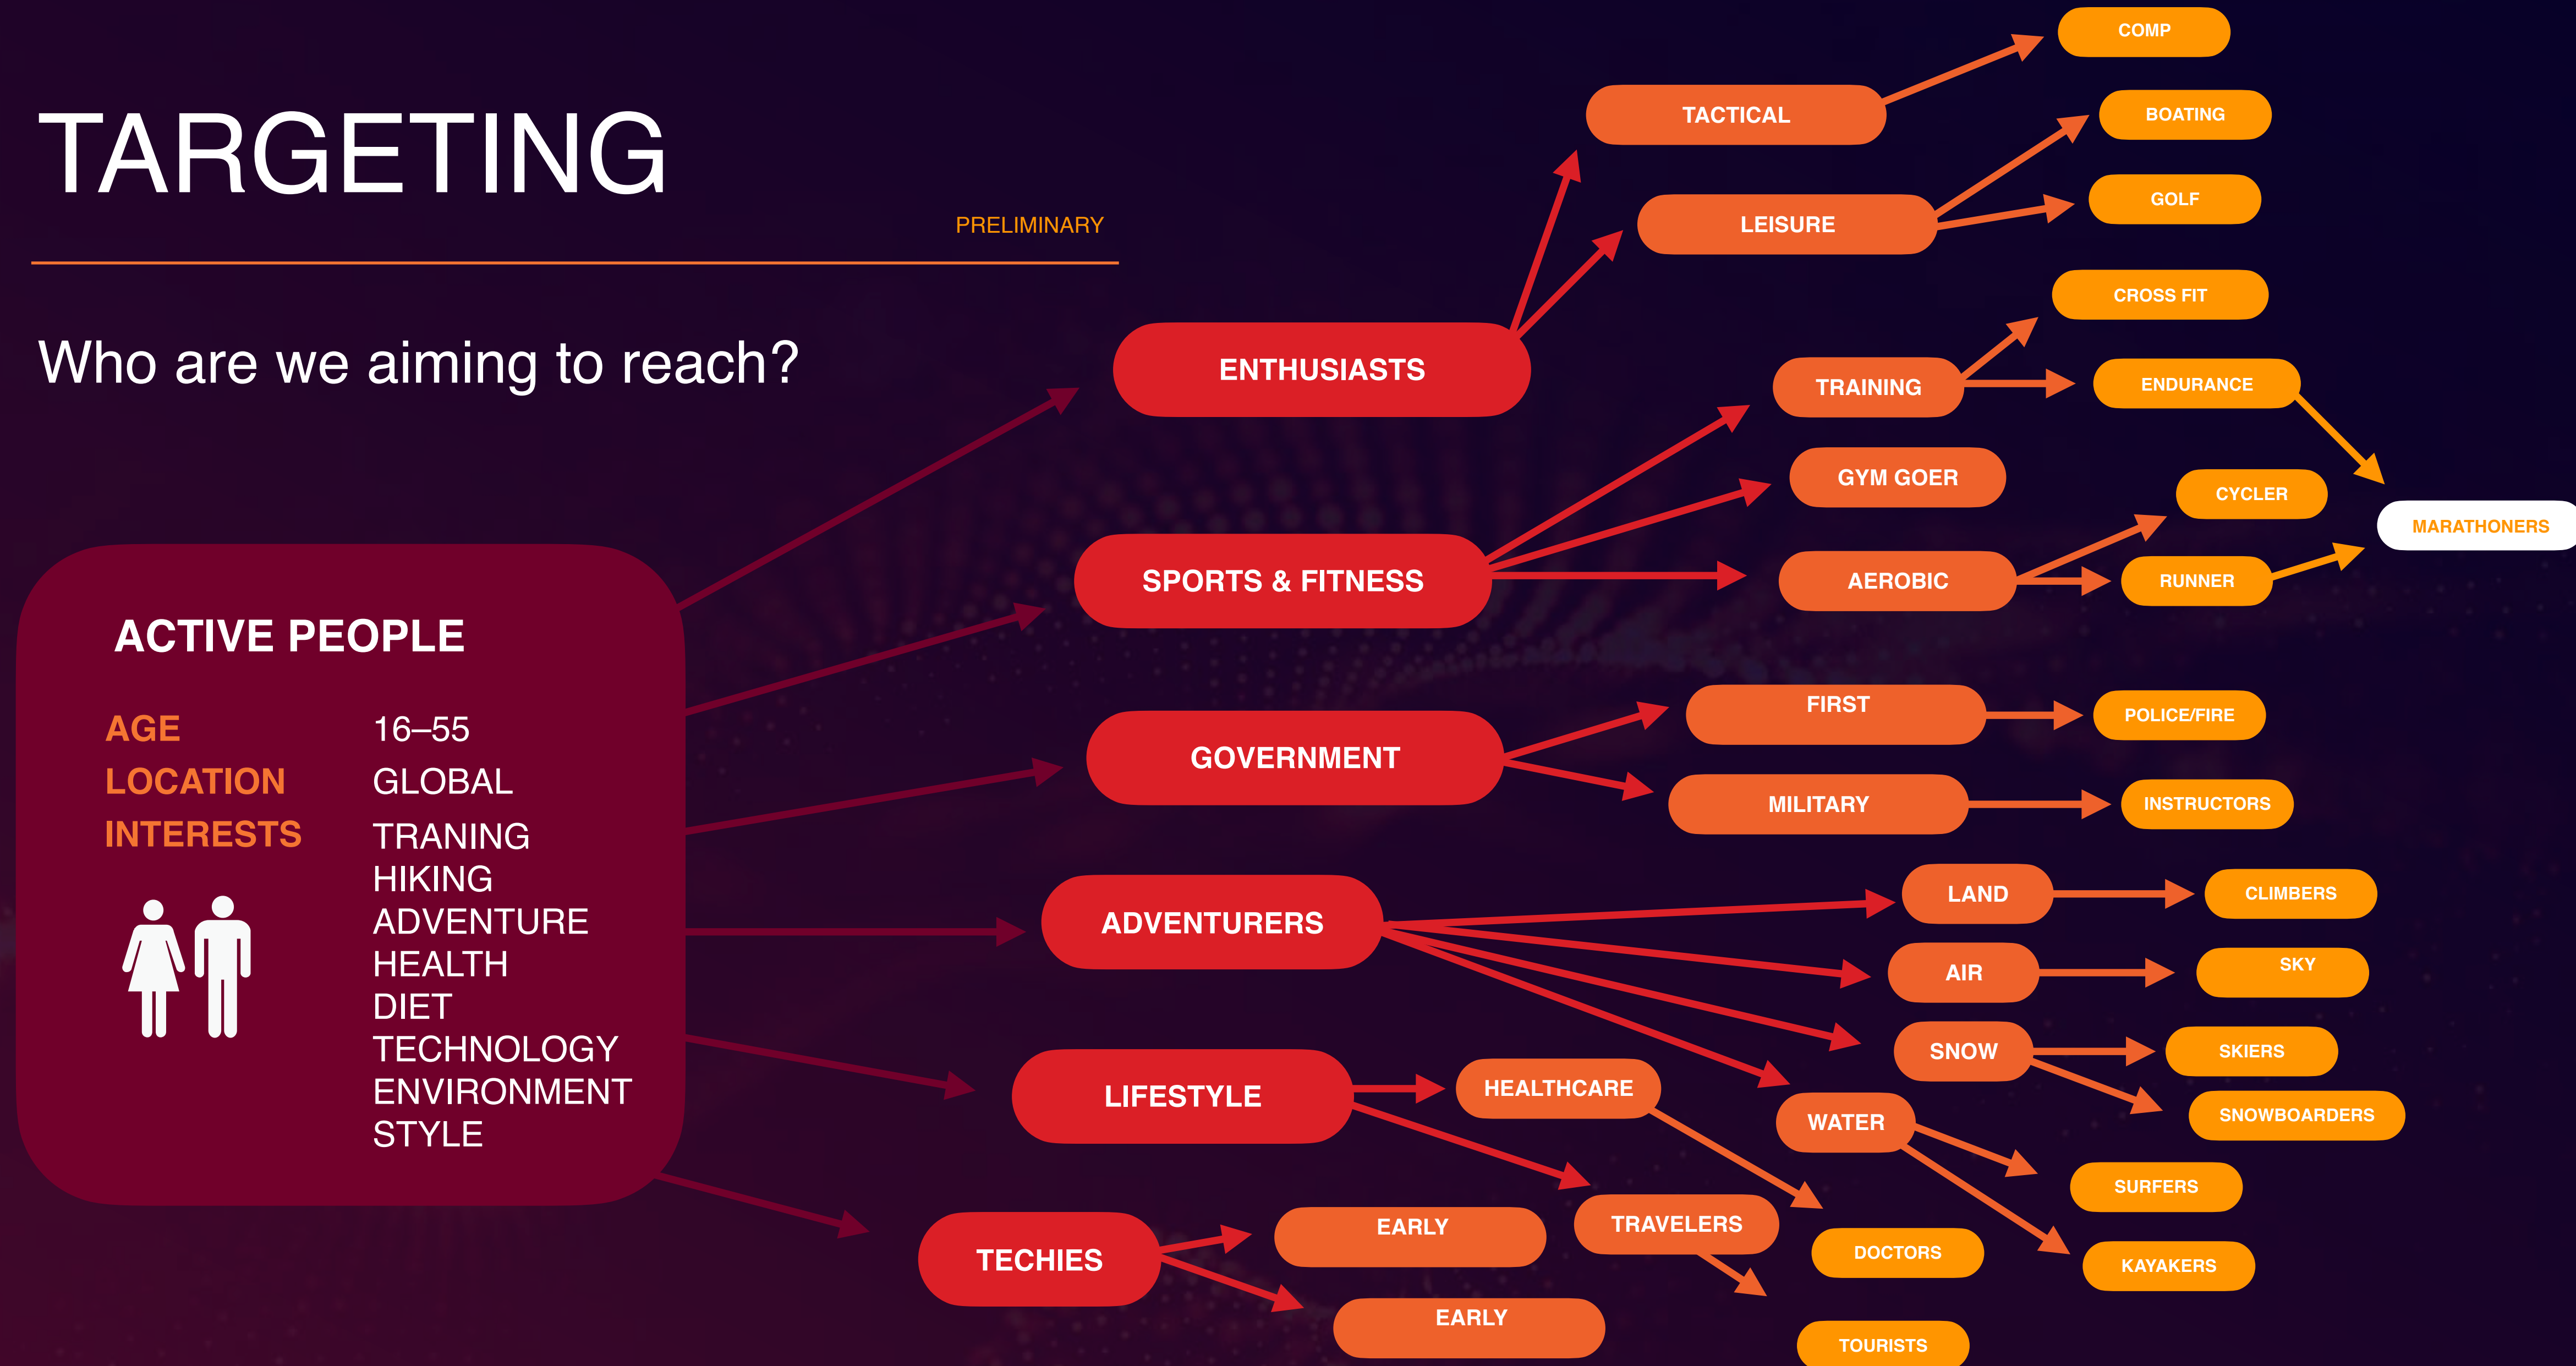 TARGETING
PRELIMINARY
Who are we aiming to reach?
ACTIVE PEOPLE
AGE 16–55
LOCATION GLOBAL
INTERESTS TRANING
HIKING
ADVENTURE
HEALTH
DIET
TECHNOLOGY
ENVIRONMENT
STYLE
ENTHUSIASTS
TACTICAL
COMP
LEISURE
BOATING
GOLF
SPORTS & FITNESS
TRAINING
CROSS FIT
ENDURANCE
GYM GOER
AEROBIC
CYCLER
RUNNER
MARATHONERS
GOVERNMENT
FIRST
POLICE/FIRE
MILITARY
INSTRUCTORS
ADVENTURERS
LAND
CLIMBERS
AIR
SKY
SNOW
SKIERS
SNOWBOARDERS
WATER
SURFERS
KAYAKERS
LIFESTYLE
HEALTHCARE
DOCTORS
TRAVELERS
TOURISTS
TECHIES
EARLY
EARLY